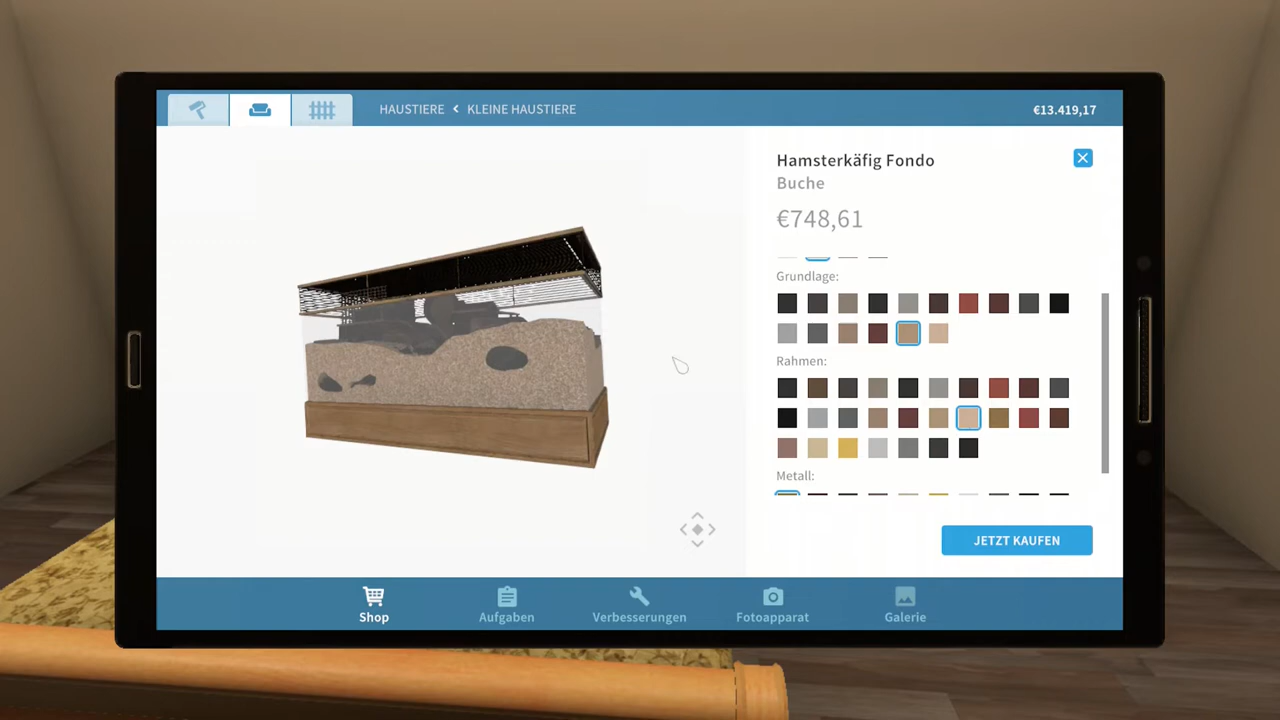 HAUSTIERE < KLEINE HAUSTIERE
€13.419,17
Hamsterkäfig Fondo
Buche
€748,61
Grundlage:
Rahmen:
Metall:
JETZT KAUFEN
Shop
Aufgaben
Verbesserungen
Fotoapparat
Galerie